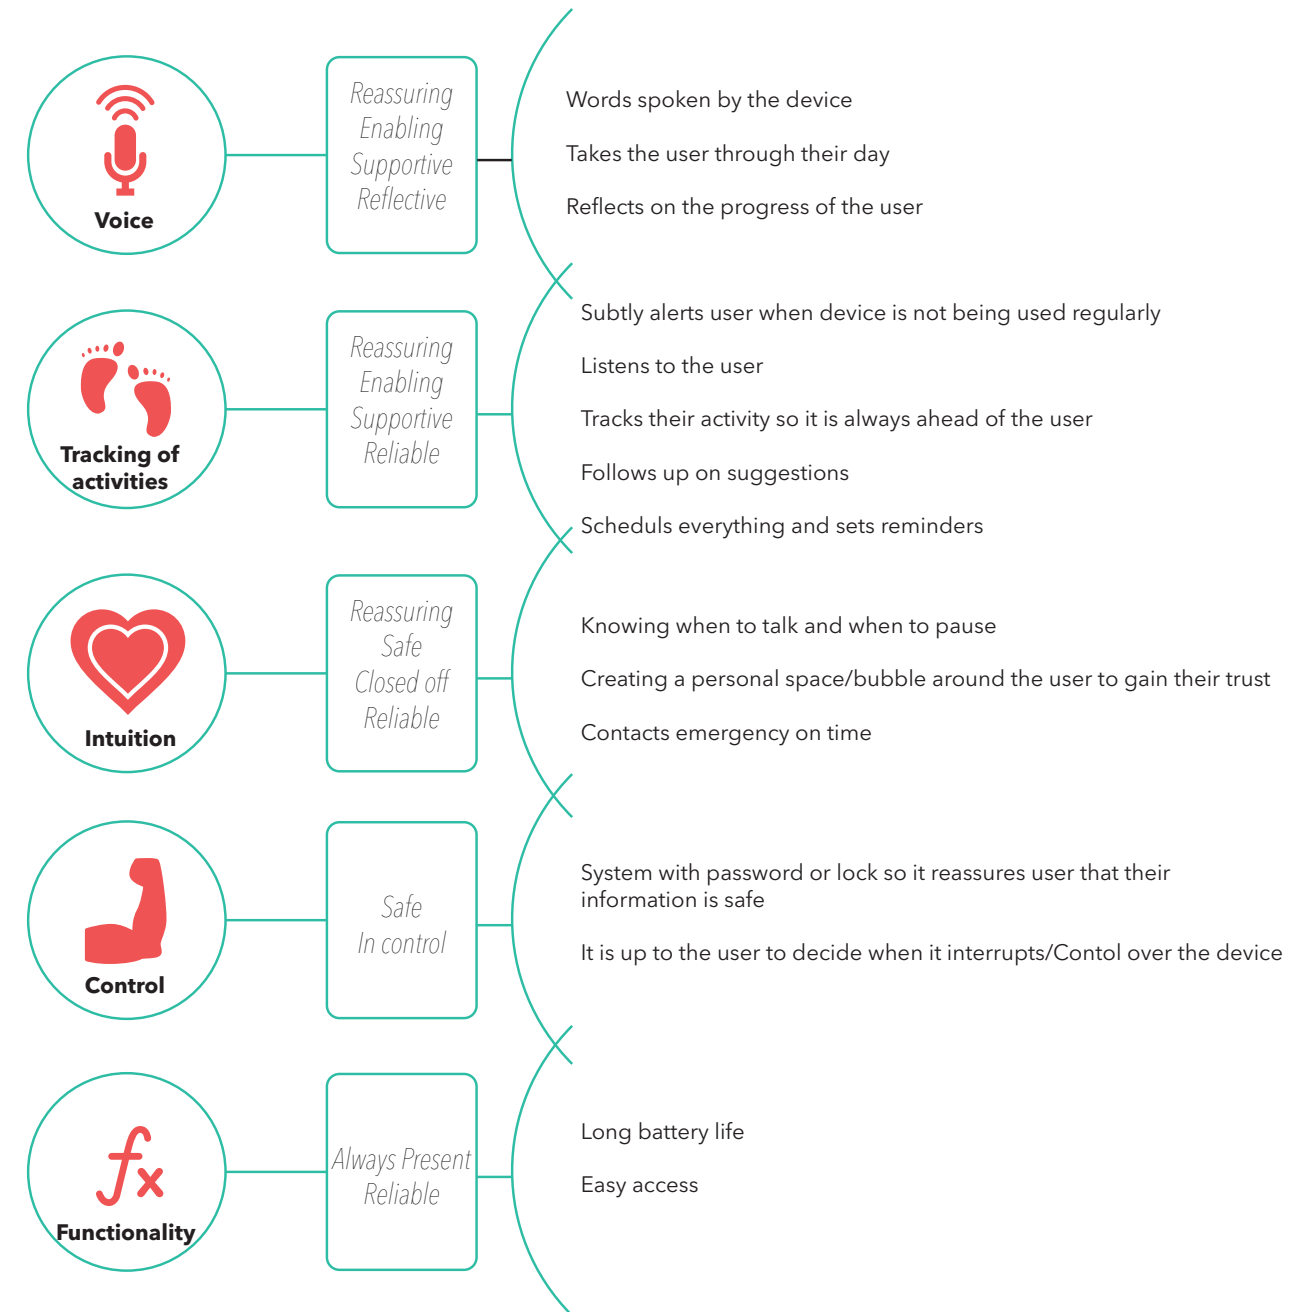 Voice
Reassuring
Enabling
Supportive
Reflective
Words spoken by the device
Takes the user through their day
Reflects on the progress of the user
Tracking of
activities
Reassuring
Enabling
Supportive
Reliable
Subtly alerts user when device is not being used regularly
Listens to the user
Tracks their activity so it is always ahead of the user
Follows up on suggestions
Scheduls everything and sets reminders
Intuition
Reassuring
Safe
Closed off
Reliable
Knowing when to talk and when to pause
Creating a personal space/bubble around the user to gain their trust
Contacts emergency on time
Control
Safe
In control
System with password or lock so it reassures user that their
information is safe
It is up to the user to decide when it interrupts/Contol over the device
fx
Functionality
Always Present
Reliable
Long battery life
Easy access